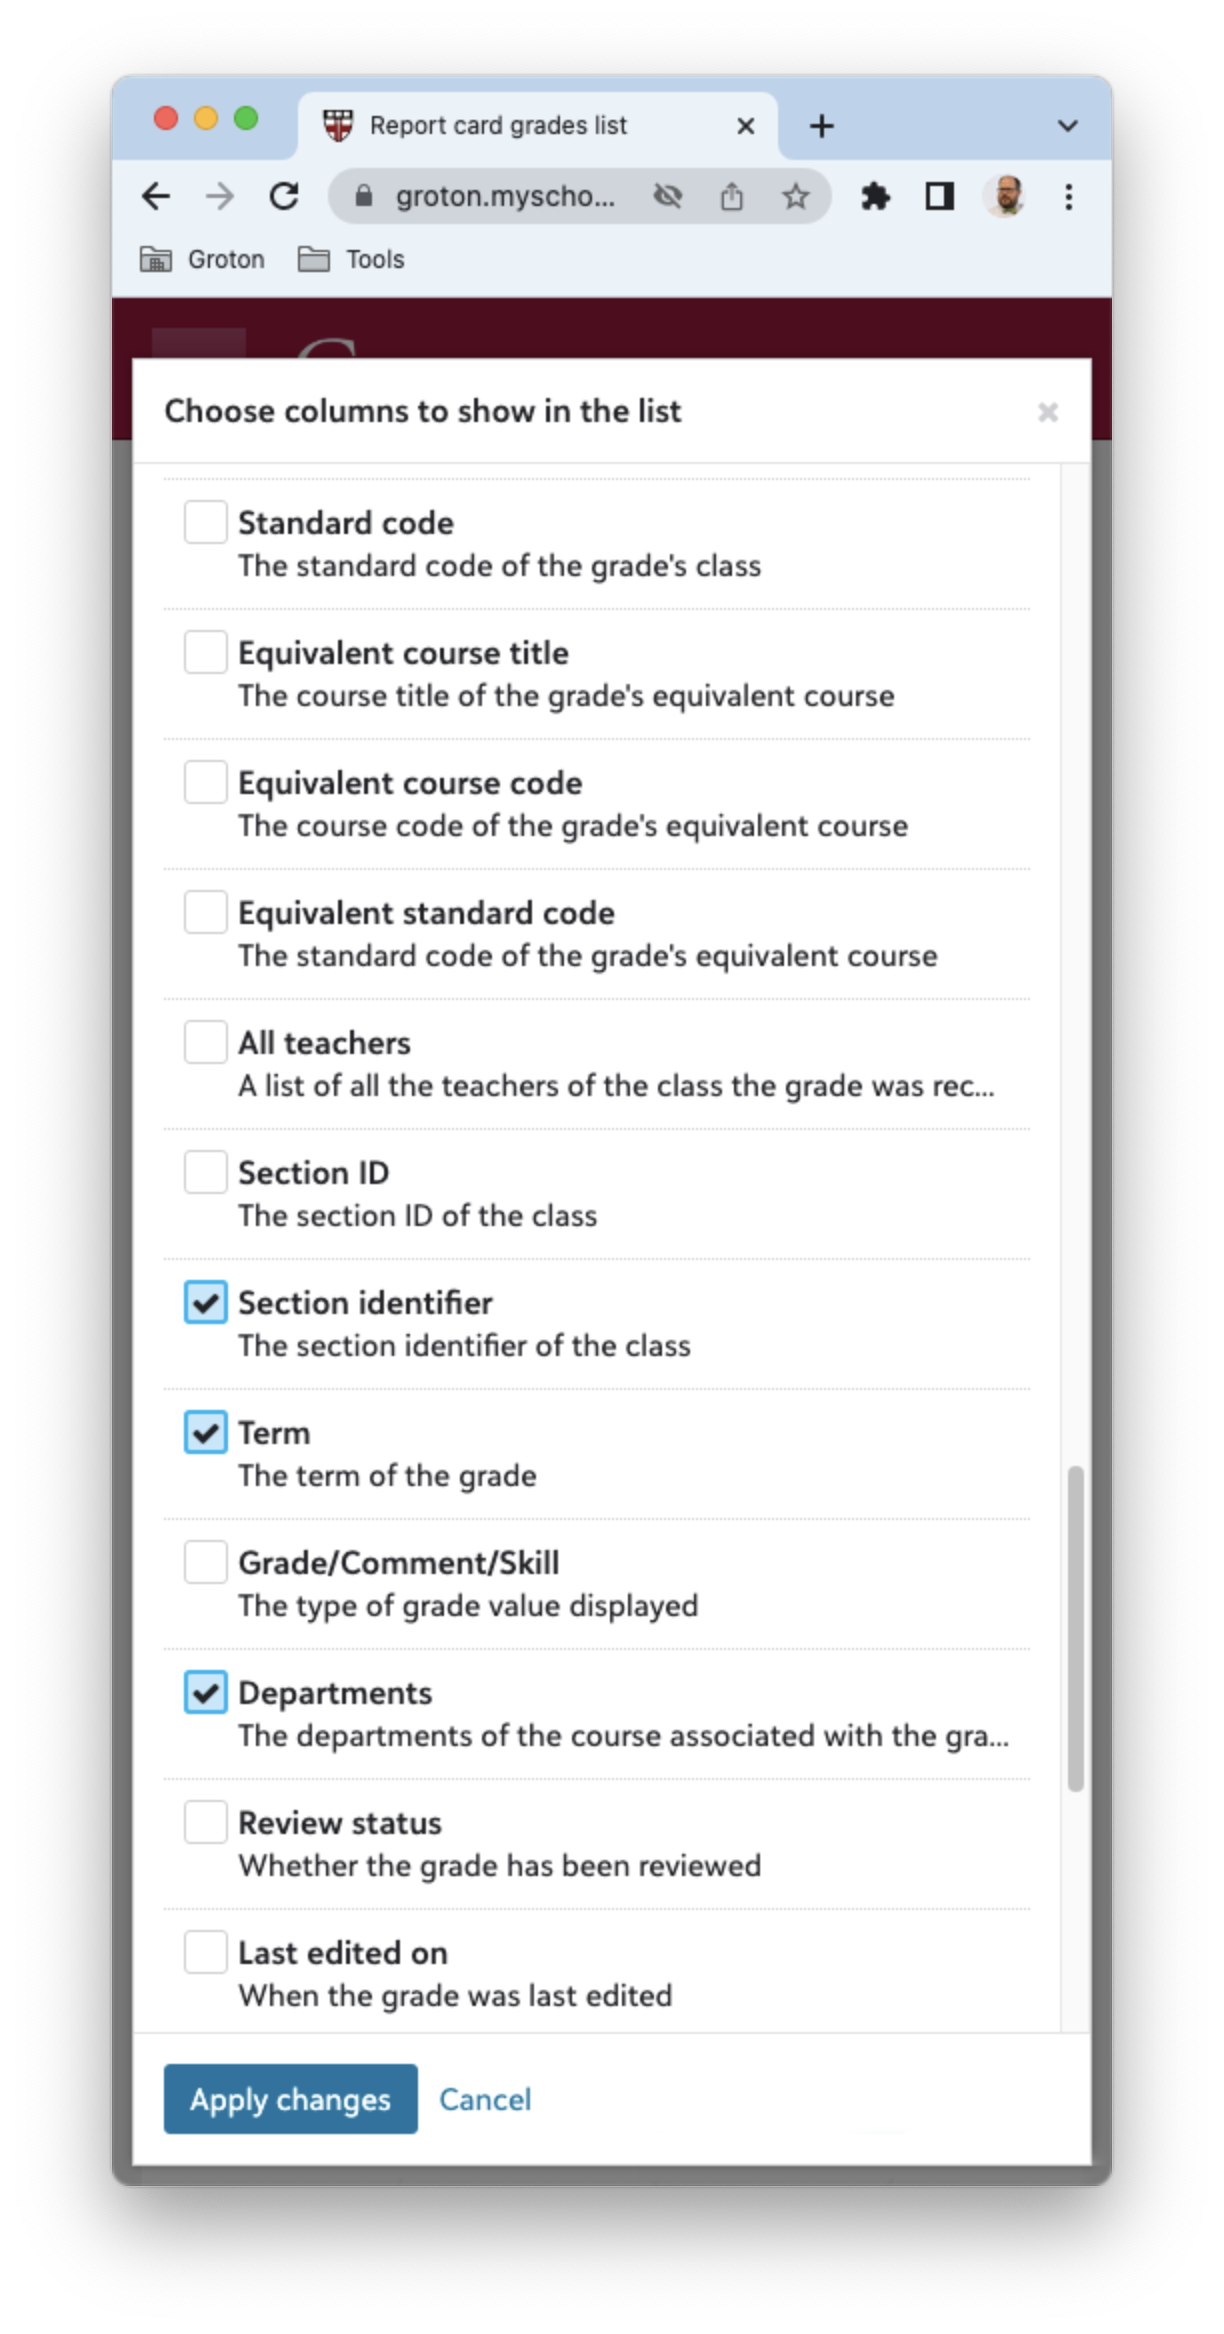 Report card grades list
groton.myscho...
Groton
Tools
Choose columns to show in the list
Standard code
The standard code of the grade's class
Equivalent course title
The course title of the grade's equivalent course
Equivalent course code
The course code of the grade's equivalent course
Equivalent standard code
The standard code of the grade's equivalent course
All teachers
A list of all the teachers of the class the grade was rec...
Section ID
The section ID of the class
Section identifier
The section identifier of the class
Term
The term of the grade
Grade/Comment/Skill
The type of grade value displayed
Departments
The departments of the course associated with the gra...
Review status
Whether the grade has been reviewed
Last edited on
When the grade was last edited
Apply changes
Cancel